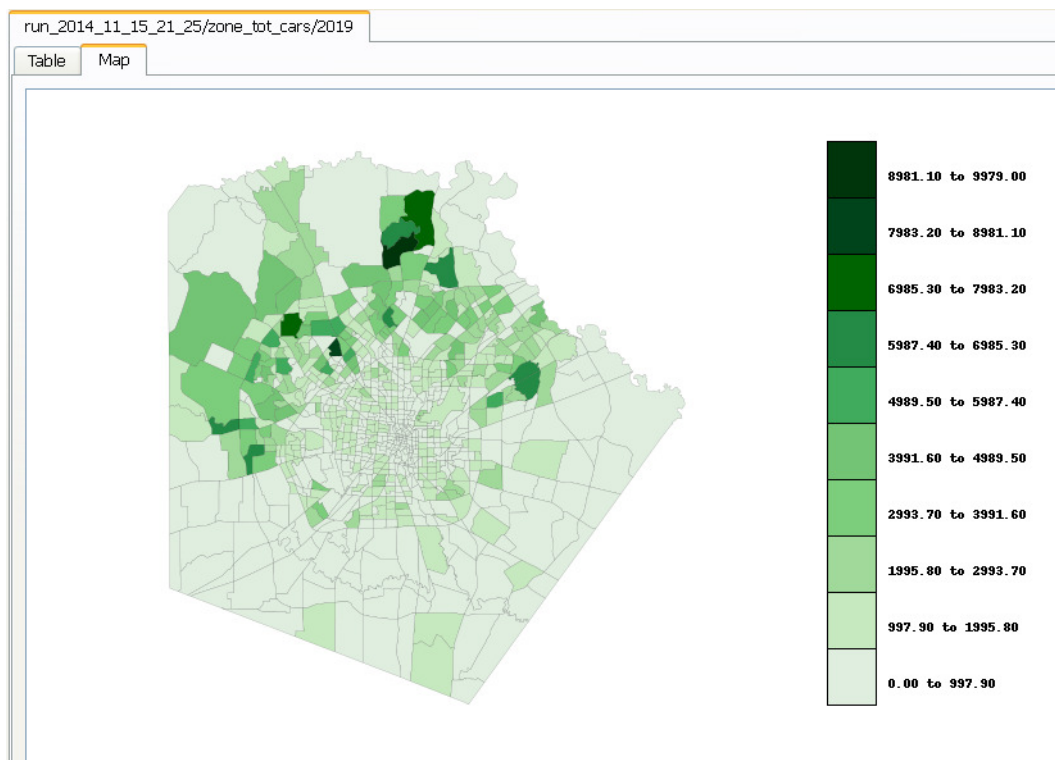 run_2014_11_15_21_25/zone_tot_cars/2019
Table
Map
8981.10 to 9979.00
7983.20 to 8981.10
6985.30 to 7983.20
5987.40 to 6985.30
4989.50 to 5987.40
3991.60 to 4989.50
2993.70 to 3991.60
1995.80 to 2993.70
997.90 to 1995.80
0.00 to 997.90